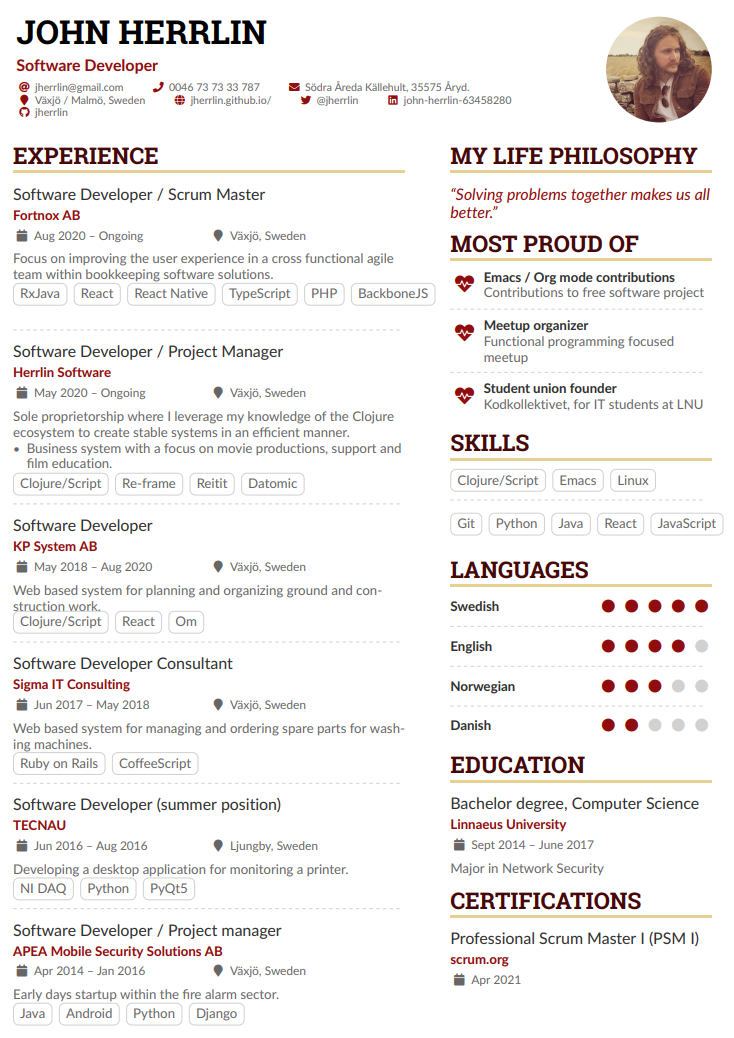 JOHN HERRLIN
Software Developer
jherrlin@gmail.com 0046 73 73 33 787 Södra Åreda Källehult, 35575 Åryd.
Växjö / Malmö, Sweden jherrlin.github.io/ @jherrlin john-herrlin-63458280
jherrlin
EXPERIENCE
Software Developer / Scrum Master
Fortnox AB
Aug 2020 – Ongoing Växjö, Sweden
Focus on improving the user experience in a cross functional agile
team within bookkeeping software solutions.
RxJava React React Native TypeScript PHP BackboneJS
Software Developer / Project Manager
Herrlin Software
May 2020 – Ongoing Växjö, Sweden
Sole proprietorship where I leverage my knowledge of the Clojure
ecosystem to create stable systems in an efficient manner.
• Business system with a focus on movie productions, support and
film education.
Clojure/Script Re-frame Reitit Datomic
Software Developer
KP System AB
May 2018 – Aug 2020 Växjö, Sweden
Web based system for planning and organizing ground and con-
struction work.
Clojure/Script React Om
Software Developer Consultant
Sigma IT Consulting
Jun 2017 – May 2018 Växjö, Sweden
Web based system for managing and ordering spare parts for wash-
ing machines.
Ruby on Rails CoffeeScript
Software Developer (summer position)
TECNAU
Jun 2016 – Aug 2016 Ljungby, Sweden
Developing a desktop application for monitoring a printer.
NI DAQ Python PyQt5
Software Developer / Project manager
APEA Mobile Security Solutions AB
Apr 2014 – Jan 2016 Växjö, Sweden
Early days startup within the fire alarm sector.
Java Android Python Django
MY LIFE PHILOSOPHY
“Solving problems together makes us all
better.”
MOST PROUD OF
Emacs / Org mode contributions
Contributions to free software project
Meetup organizer
Functional programming focused
meetup
Student union founder
Kodkollektivet, for IT students at LNU
SKILLS
Clojure/Script Emacs Linux
Git Python Java React JavaScript
LANGUAGES
Swedish
English
Norwegian
Danish
EDUCATION
Bachelor degree, Computer Science
Linnaeus University
Sept 2014 – June 2017
Major in Network Security
CERTIFICATIONS
Professional Scrum Master I (PSM I)
scrum.org
Apr 2021